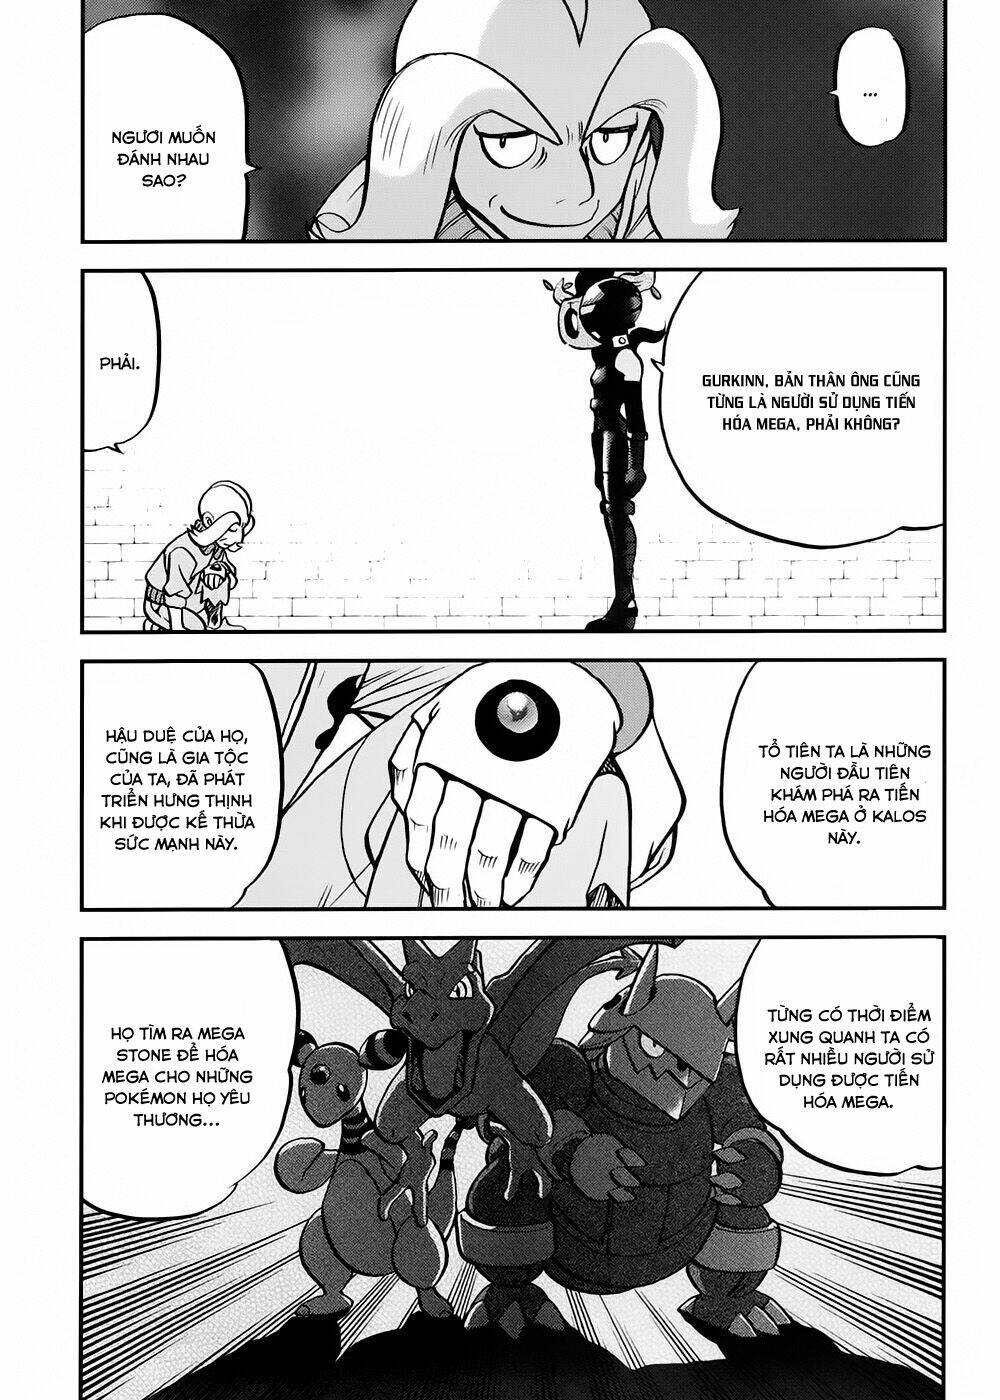 ...
NGƯƠI MUỐN
ĐÁNH NHAU
SAO?
GURKINN, BẢN THÂN ÔNG CŨNG
TỪNG LÀ NGƯỜI SỬ DỤNG TIẾN
HÓA MEGA, PHẢI KHÔNG?
PHẢI.
TỔ TIÊN TA LÀ NHỮNG
NGƯỜI ĐẦU TIÊN
KHÁM PHÁ RA TIẾN
HÓA MEGA Ở KALOS
NÀY.
HẬU DUỆ CỦA HỌ,
CŨNG LÀ GIA TỘC
CỦA TA, ĐÃ PHÁT
TRIỂN HƯNG THỊNH
KHI ĐƯỢC KẾ THỪA
SỨC MẠNH NÀY.
TỪNG CÓ THỜI ĐIỂM
XUNG QUANH TA CÓ
RẤT NHIỀU NGƯỜI SỬ
DỤNG ĐƯỢC TIẾN
HÓA MEGA.
HỌ TÌM RA MEGA
STONE ĐỂ HÓA
MEGA CHO NHỮNG
POKÉMON HỌ YÊU
THƯƠNG...